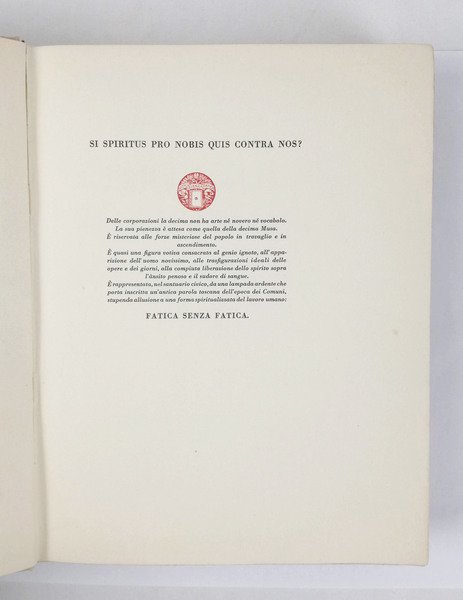 SI SPIRITUS PRO NOBIS QUIS CONTRA NOS?
Delle corporazioni la decima non ha arte né novero né vocabolo.
La sua pienezza è attesa come quella della decima Musa.
È riservata alle forze misteriose del popolo in travaglio e in
ascendimento.
È quasi una figura votiva consacrata al genio ignoto, all'appa-
rizione dell'uomo novissimo, alle trasfigurazioni ideali delle
opere e dei giorni, alla compiuta liberazione dello spirito sopra
l'ànsito penoso e il sudore di sangue.
È rappresentata, nel santuario civico, da una lampada ardente che
porta inscritta un'antica parola toscana dell'epoca dei Comuni,
stupenda allusione a una forma spiritualizzata del lavoro umano:
FATICA SENZA FATICA.